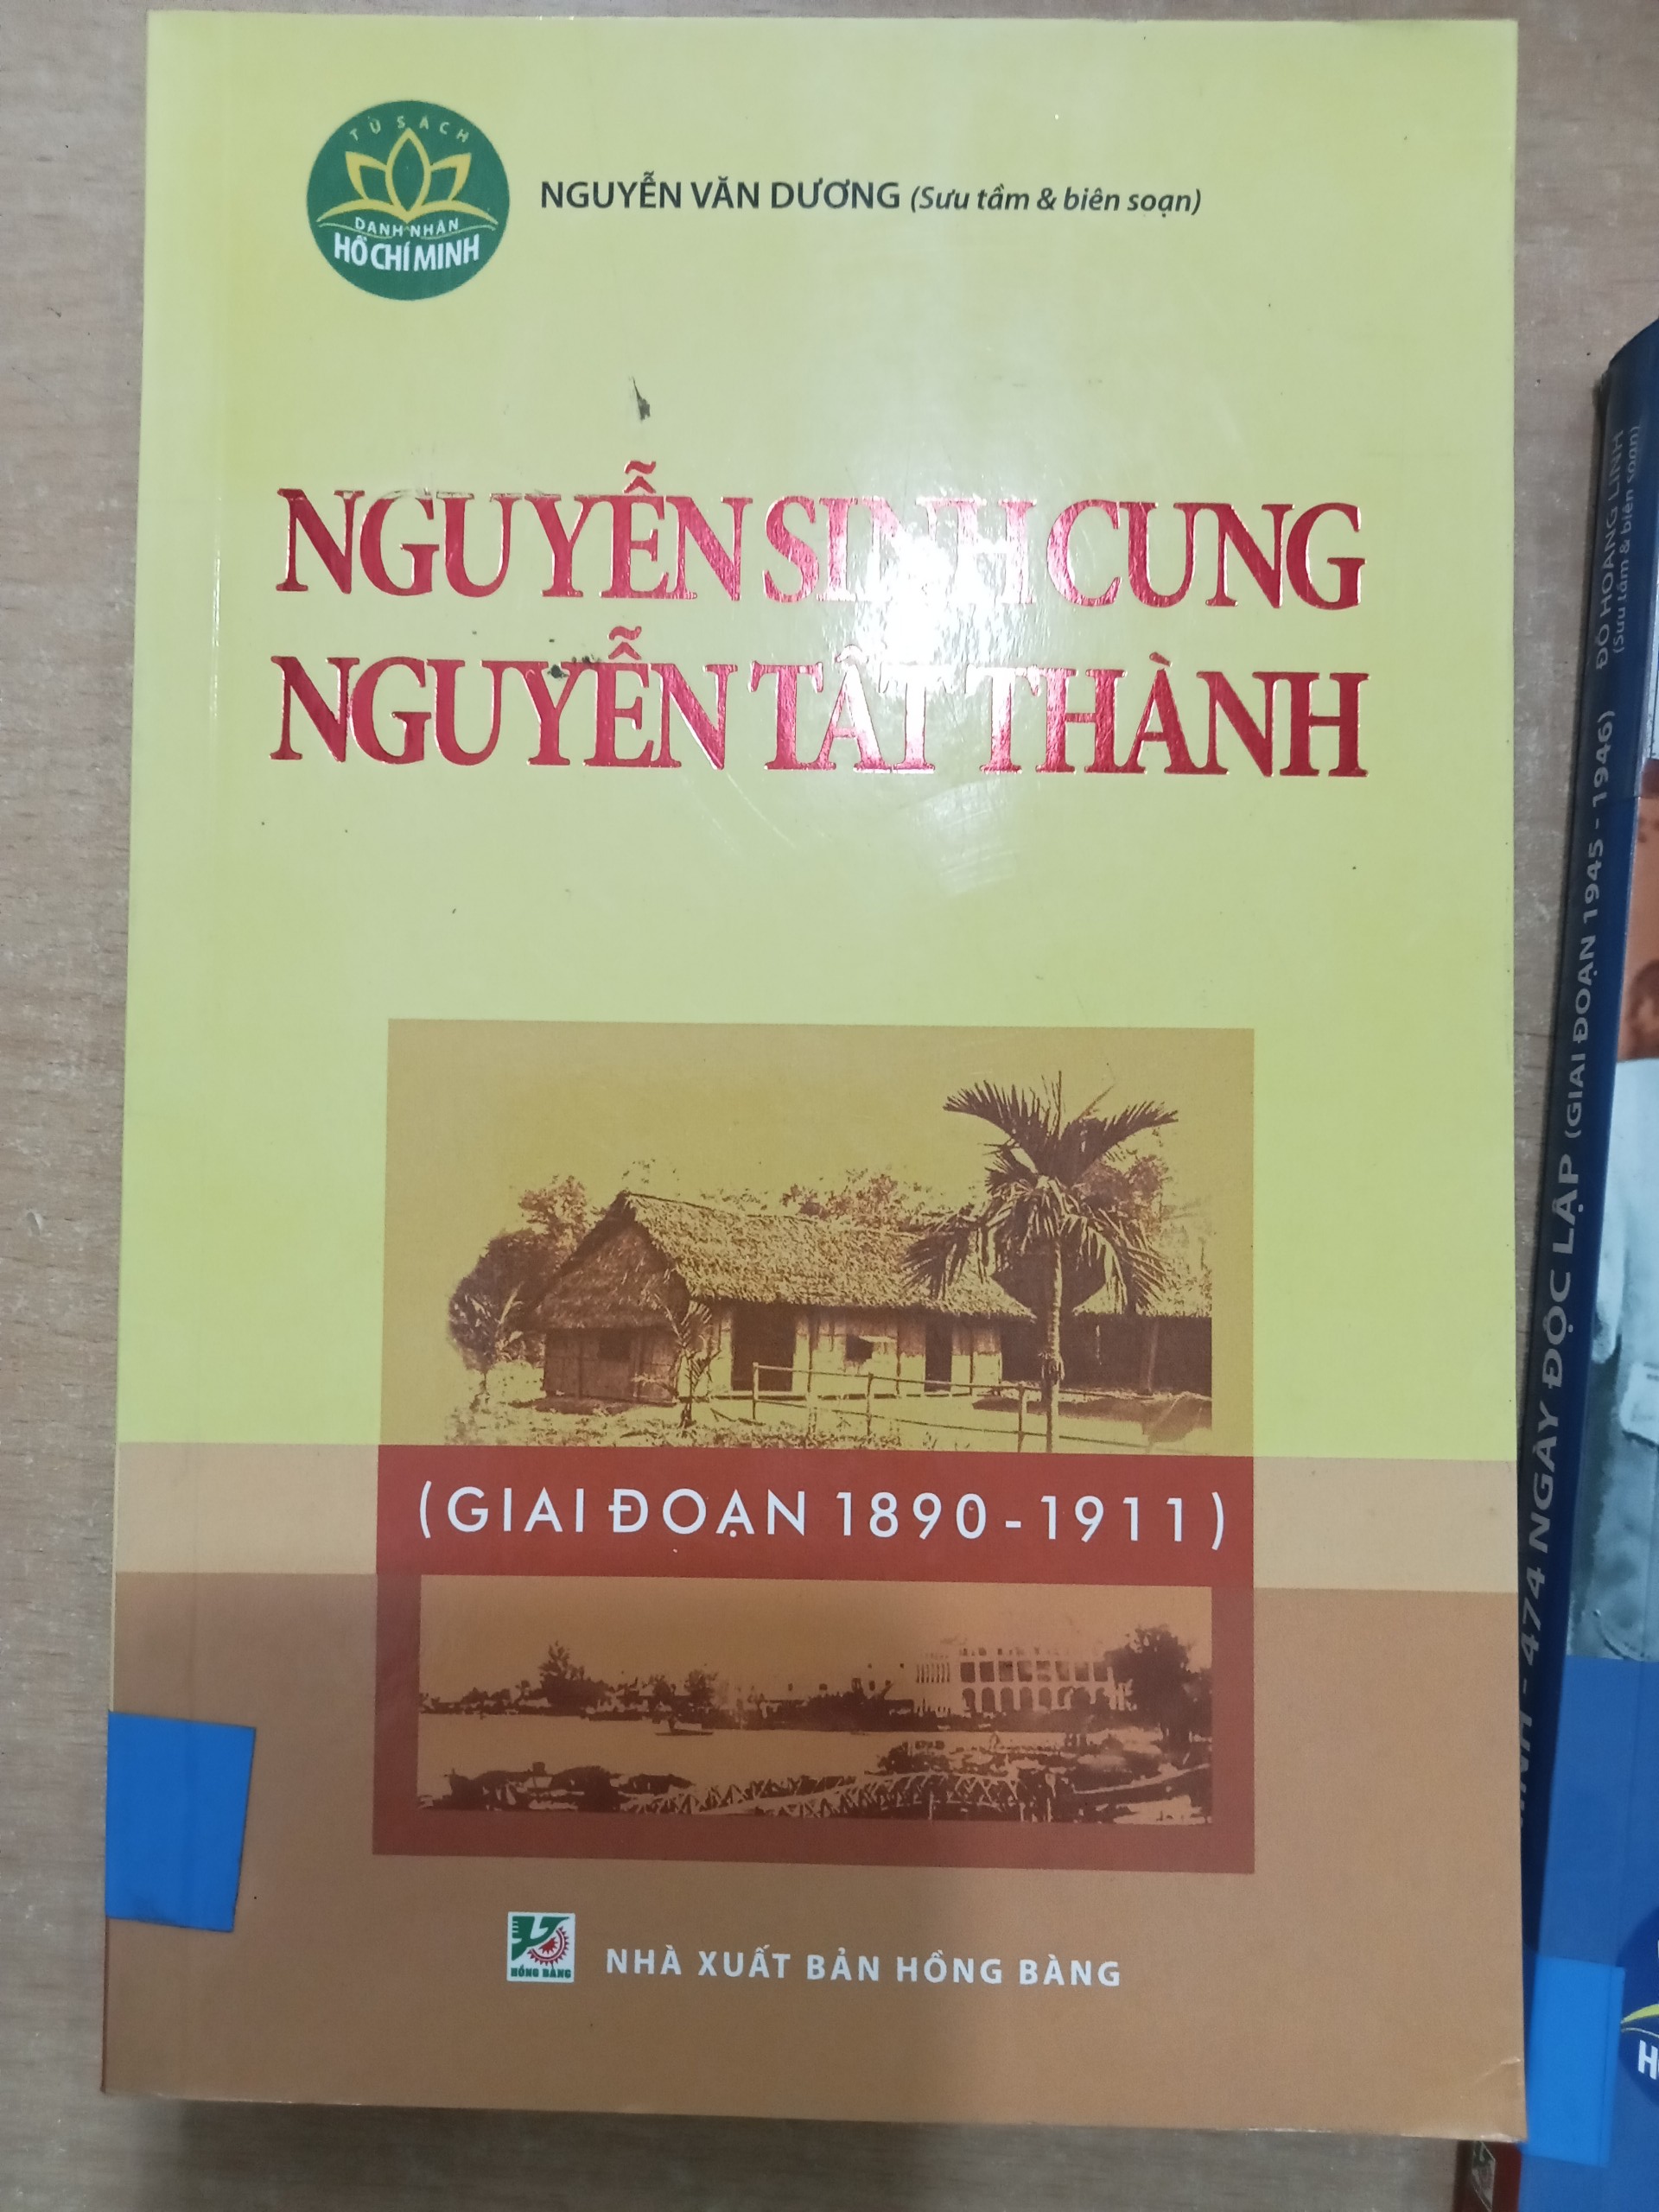 TỦ SÁCH
DANH NHÂN
HỒ CHÍ MINH
NGUYỄN VĂN DƯƠNG (Sưu tầm & biên soạn)
NGUYỄN SINH CUNG
NGUYỄN TẤT THÀNH
(GIAI ĐOẠN 1890 - 1911)
HỒNG BÀNG
NHÀ XUẤT BẢN HỒNG BÀNG
ĐỖ HOÀNG LINH
(Sưu tầm & biên soạn)
- 474 NGÀY ĐỘC LẬP (GIAI ĐOẠN 1945 - 1946)